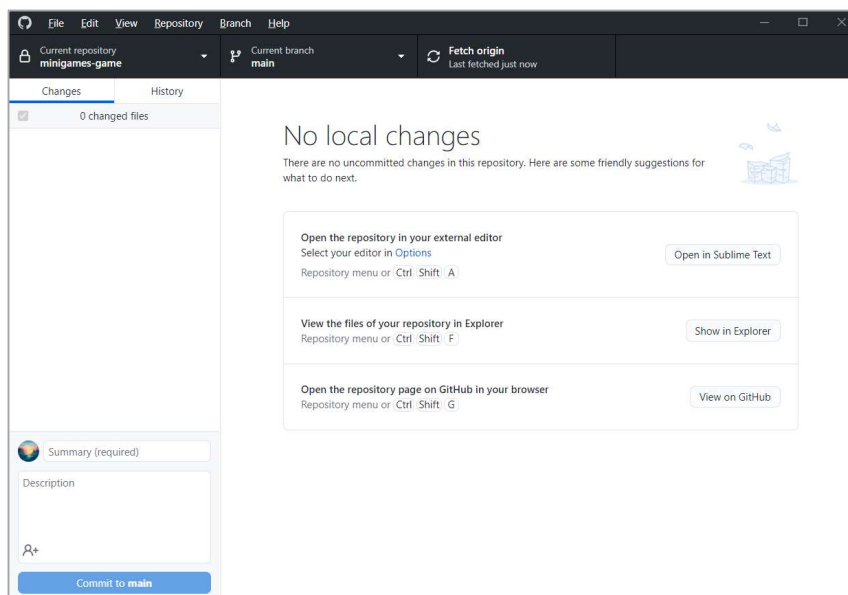 File Edit View Repository Branch Help
Current repository
minigames-game
Current branch
main
Fetch origin
Last fetched just now
Changes History
0 changed files
No local changes
There are no uncommitted changes in this repository. Here are some friendly suggestions for
what to do next.
Open the repository in your external editor
Select your editor in Options
Repository menu or Ctrl Shift A
Open in Sublime Text
View the files of your repository in Explorer
Repository menu or Ctrl Shift F
Show in Explorer
Open the repository page on GitHub in your browser
Repository menu or Ctrl Shift G
View on GitHub
Summary (required)
Description
Commit to main